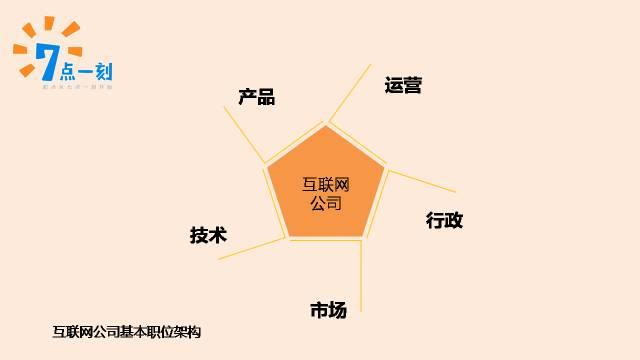 7点一刻
产品
运营
互联网
公司
技术
行政
市场
互联网公司基本职位架构